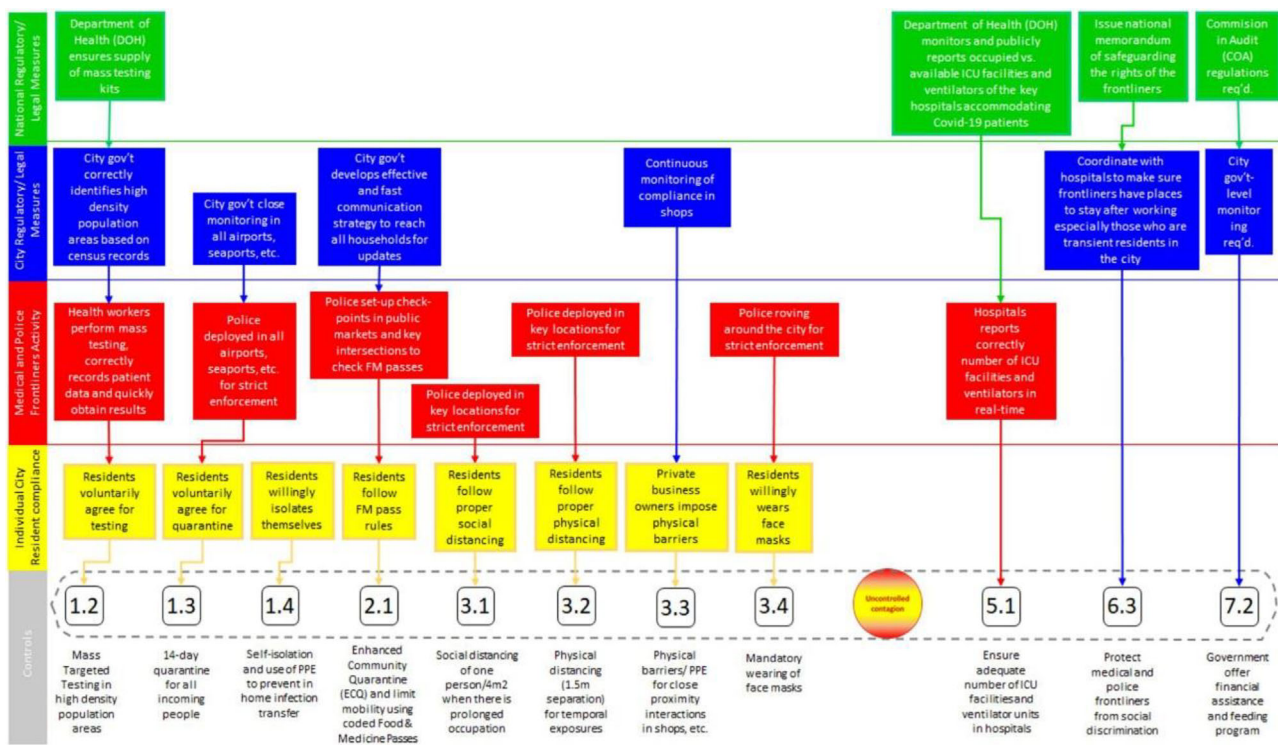 National Regulatory/
Legal Measures
Department of
Health (DOH)
ensures supply
of mass testing
kits
Department of Health (DOH)
monitors and publicly
reports occupied vs.
available ICU facilities and
ventilators of the key
hospitals accommodating
Covid-19 patients
Issue national
memorandum
of safeguarding
the rights of the
frontliners
Commision
in Audit
(COA)
regulations
req'd.
City Regulatory/ Legal
Measures
City gov't
correctly
identifies high
density
population
areas based on
census records
City gov't close
monitoring in
all airports,
seaports, etc.
City gov't
develops effective
and fast
communication
strategy to reach
all households for
updates
Continuous
monitoring of
compliance in
shops
Coordinate with
hospitals to make sure
frontliners have places
to stay after working
especially those who are
transient residents in
the city
City
gov't-
level
monitor
ing
req'd.
Medical and Police
Frontliners Activity
Health workers
perform mass
testing,
correctly
records patient
data and quickly
obtain results
Police
deployed in all
airports,
seaports, etc.
for strict
enforcement
Police set-up check-
points in public
markets and key
intersections to
check FM passes
Police deployed in
key locations for
strict enforcement
Police deployed in
key locations for
strict enforcement
Police roving
around the city for
strict enforcement
Hospitals
reports
correctly
number of ICU
facilities and
ventilators in
real-time
Individual City
Resident compliance
Residents
voluntarily
agree for
testing
Residents
voluntarily agree
for quarantine
Residents
willingly
isolates
themselves
Residents
follow
FM pass
rules
Residents
follow
proper
social
distancing
Residents
follow proper
physical
distancing
Private
business
owners impose
physical
barriers
Residents
willingly
wears
face
masks
Controls
1.2
1.3
1.4
2.1
3.1
3.2
3.3
3.4
Uncontrolled
contagion
5.1
6.3
7.2
Mass
Targeted
Testing in
high density
population
areas
14-day
quarantine
for all
incoming
people
Self-isolation
and use of PPE
to prevent in
home infection
transfer
Enhanced
Community
Quarantine
(ECQ) and limit
mobility using
coded Food &
Medicine Passes
Social distancing
of one
person/4m2
when there is
prolonged
occupation
Physical
distancing
(1.5m
separation) for
temporal
exposures
Physical
barriers/ PPE
for close
proximity
interactions
in shops, etc.
Mandatory
wearing of
face masks
Ensure
adequate
number of ICU
facilities and
ventilator units
in hospitals
Protect
medical and
police
frontliners
from social
discrimination
Government
offer
financial
assistance
and feeding
program